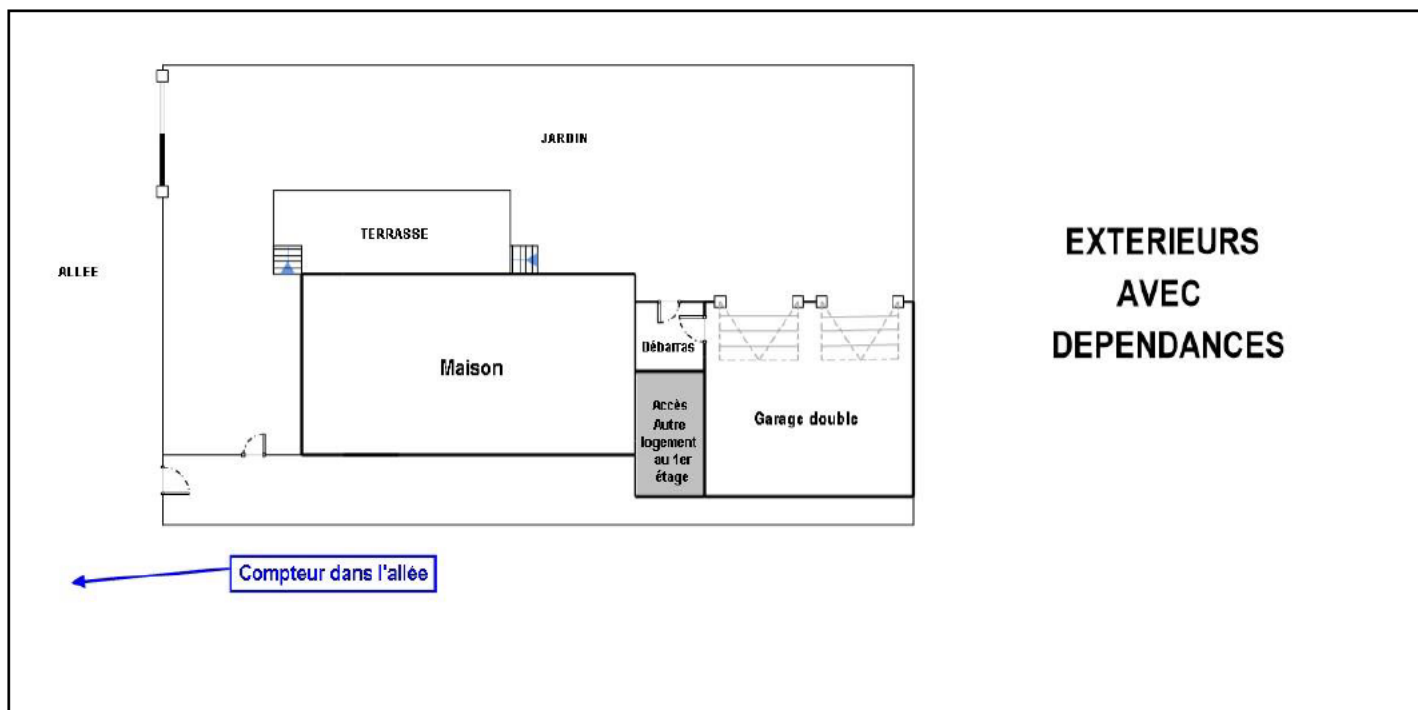 JARDIN
TERRASSE
ALLEE
EXTERIEURS
AVEC
DEPENDANCES
Débarras
Maison
Accès
Autre
logement
au 1er
étage
Garage double
Compteur dans l'allée